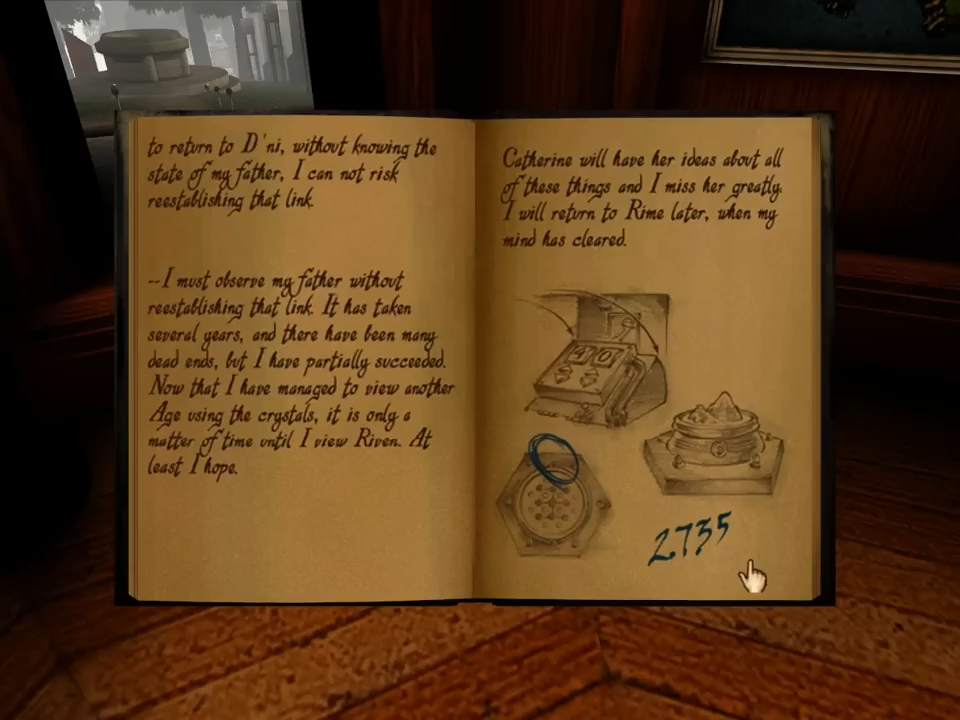 to return to D'ni, without knowing the
state of my father, I can not risk
reestablishing that link.
--I must observe my father without
reestablishing that link. It has taken
several years, and there have been many
dead ends, but I have partially succeeded.
Now that I have managed to view another
Age using the crystals, it is only a
matter of time until I view Riven. At
least I hope.
Catherine will have her ideas about all
of these things and I miss her greatly.
I will return to Rime later, when my
mind has cleared.
40
2735